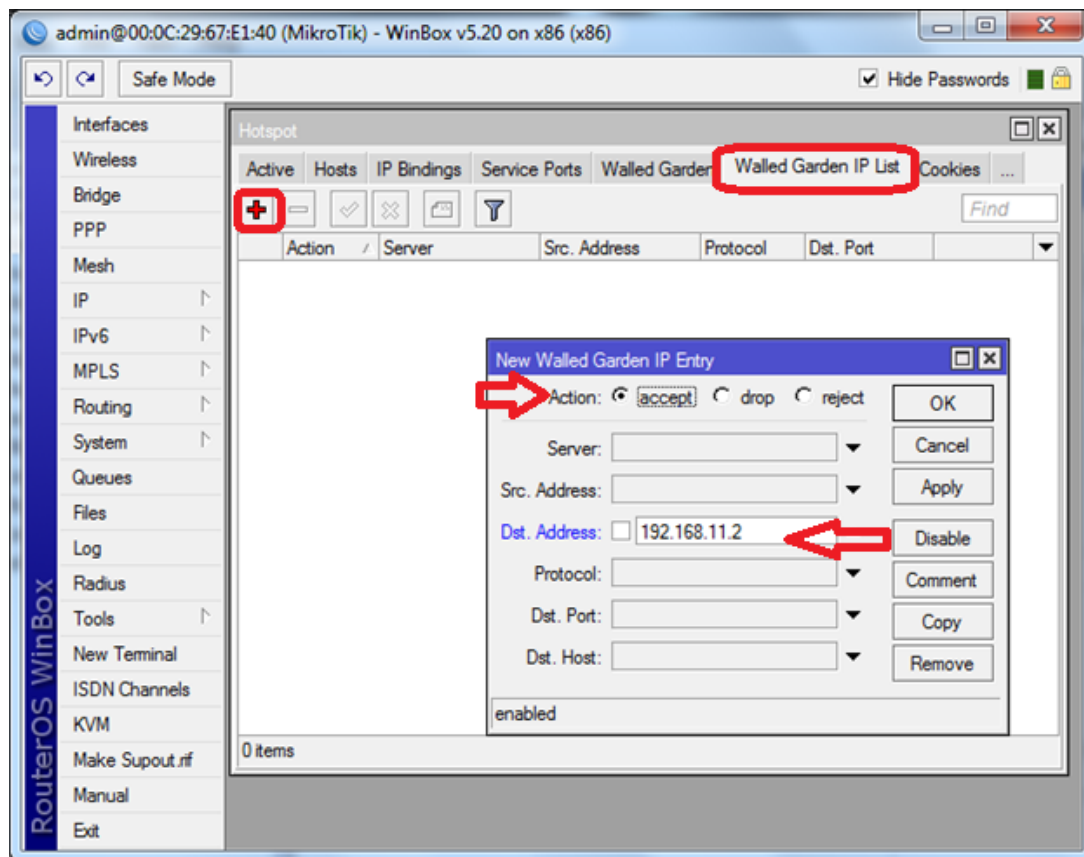 admin@00:0C:29:67:E1:40 (MikroTik) - WinBox v5.20 on x86 (x86)
Safe Mode
Hide Passwords
RouterOS WinBox
Interfaces
Wireless
Bridge
PPP
Mesh
IP
IPv6
MPLS
Routing
System
Queues
Files
Log
Radius
Tools
New Terminal
ISDN Channels
KVM
Make Supout.rif
Manual
Exit
Hotspot
Active Hosts IP Bindings Service Ports Walled Garden Walled Garden IP List Cookies ...
Find
Action Server Src. Address Protocol Dst. Port
New Walled Garden IP Entry
Action: accept drop reject
Server:
Src. Address:
Dst. Address: 192.168.11.2
Protocol:
Dst. Port:
Dst. Host:
enabled
OK
Cancel
Apply
Disable
Comment
Copy
Remove
0 items